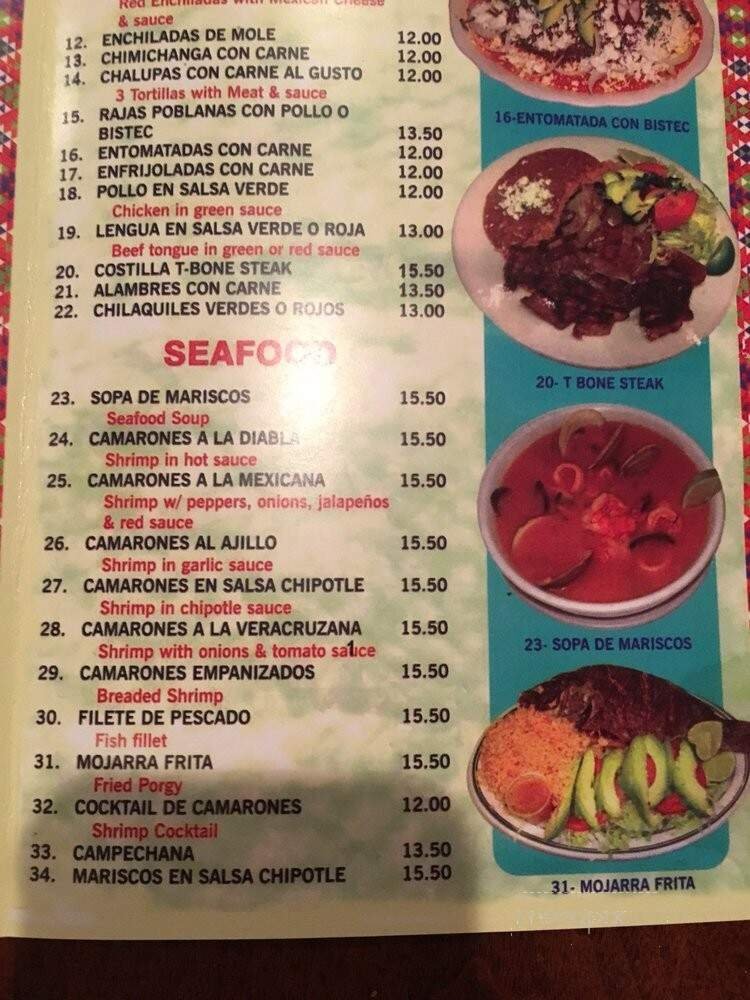 Red Enchiladas with Mexican Cheese
& sauce
12. ENCHILADAS DE MOLE 12.00
13. CHIMICHANGA CON CARNE 12.00
14. CHALUPAS CON CARNE AL GUSTO 12.00
3 Tortillas with Meat & sauce
15. RAJAS POBLANAS CON POLLO O
BISTEC 13.50
16. ENTOMATADAS CON CARNE 12.00
17. ENFRIJOLADAS CON CARNE 12.00
18. POLLO EN SALSA VERDE 12.00
Chicken in green sauce
19. LENGUA EN SALSA VERDE O ROJA 13.00
Beef tongue in green or red sauce
20. COSTILLA T-BONE STEAK 15.50
21. ALAMBRES CON CARNE 13.50
22. CHILAQUILES VERDES O ROJOS 13.00
SEAFOOD
23. SOPA DE MARISCOS 15.50
Seafood Soup
24. CAMARONES A LA DIABLA 15.50
Shrimp in hot sauce
25. CAMARONES A LA MEXICANA 15.50
Shrimp w/ peppers, onions, jalapeños
& red sauce
26. CAMARONES AL AJILLO 15.50
Shrimp in garlic sauce
27. CAMARONES EN SALSA CHIPOTLE 15.50
Shrimp in chipotle sauce
28. CAMARONES A LA VERACRUZANA 15.50
Shrimp with onions & tomato sauce
29. CAMARONES EMPANIZADOS 15.50
Breaded Shrimp
30. FILETE DE PESCADO 15.50
Fish fillet
31. MOJARRA FRITA 15.50
Fried Porgy
32. COCKTAIL DE CAMARONES 12.00
Shrimp Cocktail
33. CAMPECHANA 13.50
34. MARISCOS EN SALSA CHIPOTLE 15.50
16-ENTOMATADA CON BISTEC
20- T BONE STEAK
23- SOPA DE MARISCOS
31- MOJARRA FRITA